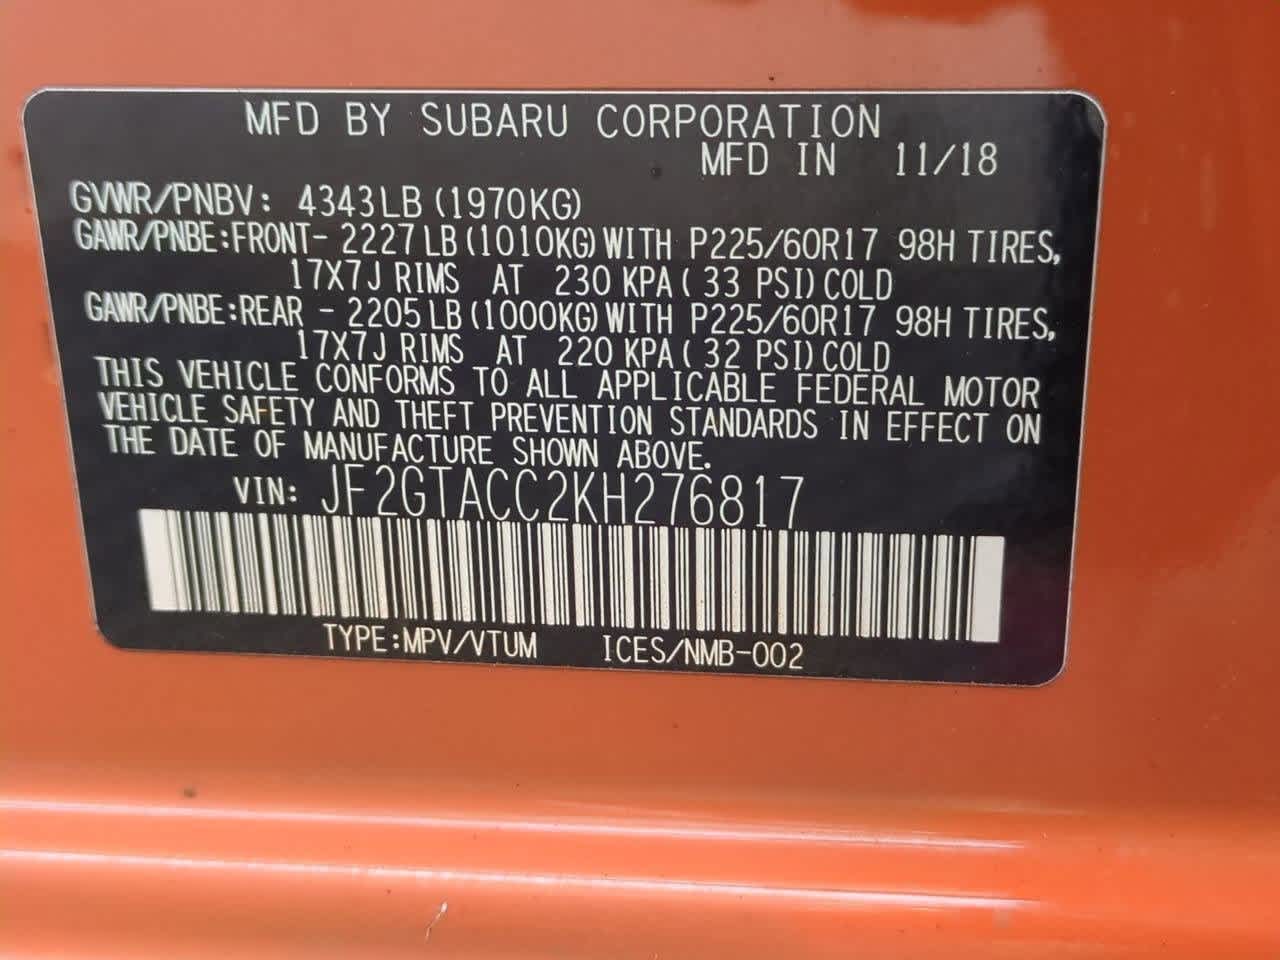 MFD BY SUBARU CORPORATION
MFD IN 11/18
GVWR/PNBV: 4343LB (1970KG)
GAWR/PNBE:FRONT- 2227LB(1010KG)WITH P225/60R17 98H TIRES,
17X7J RIMS AT 230 KPA( 33 PSI)COLD
GAWR/PNBE:REAR - 2205LB(1000KG)WITH P225/60R17 98H TIRES,
17X7J RIMS AT 220 KPA( 32 PSI)COLD
THIS VEHICLE CONFORMS TO ALL APPLICABLE FEDERAL MOTOR
VEHICLE SAFETY AND THEFT PREVENTION STANDARDS IN EFFECT ON
THE DATE OF MANUFACTURE SHOWN ABOVE.
VIN: JF2GTACC2KH276817
TYPE:MPV/VTUM ICES/NMB-002